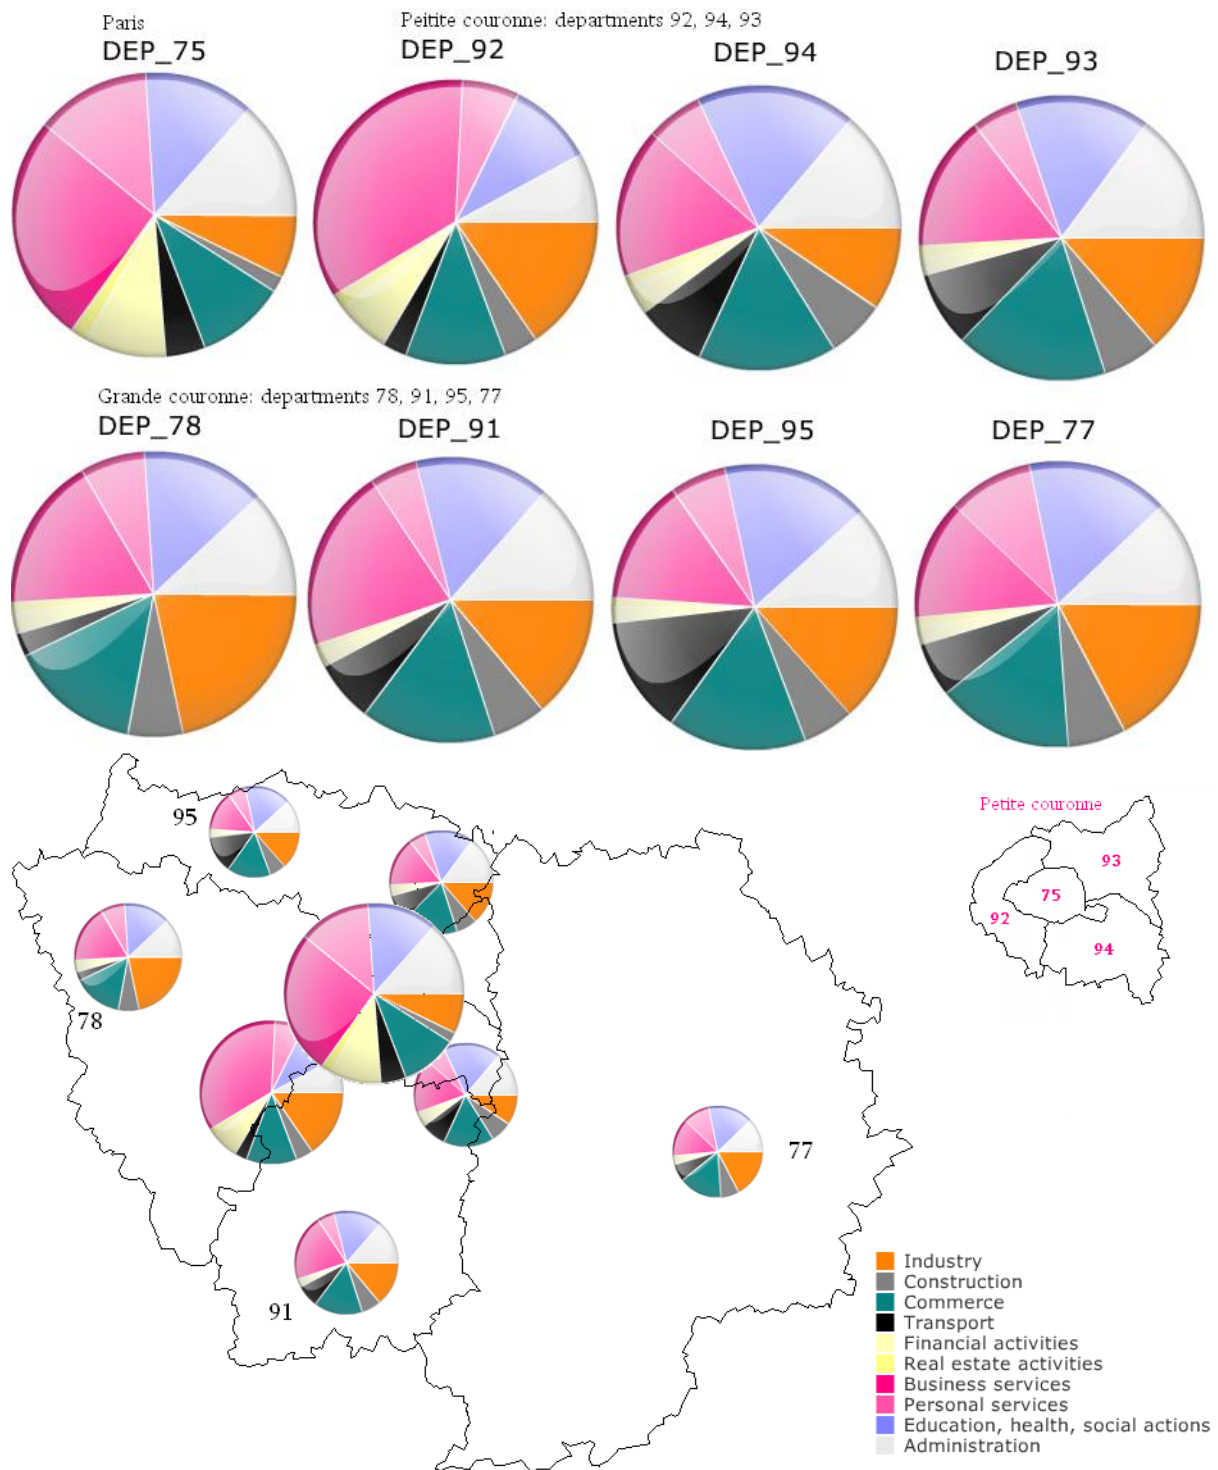 Paris
Peitite couronne: departments 92, 94, 93
DEP_75
DEP_92
DEP_94
DEP_93
Grande couronne: departments 78, 91, 95, 77
DEP_78
DEP_91
DEP_95
DEP_77
95
78
91
77
Petite couronne
93
75
92
94
Industry
Construction
Commerce
Transport
Financial activities
Real estate activities
Business services
Personal services
Education, health, social actions
Administration